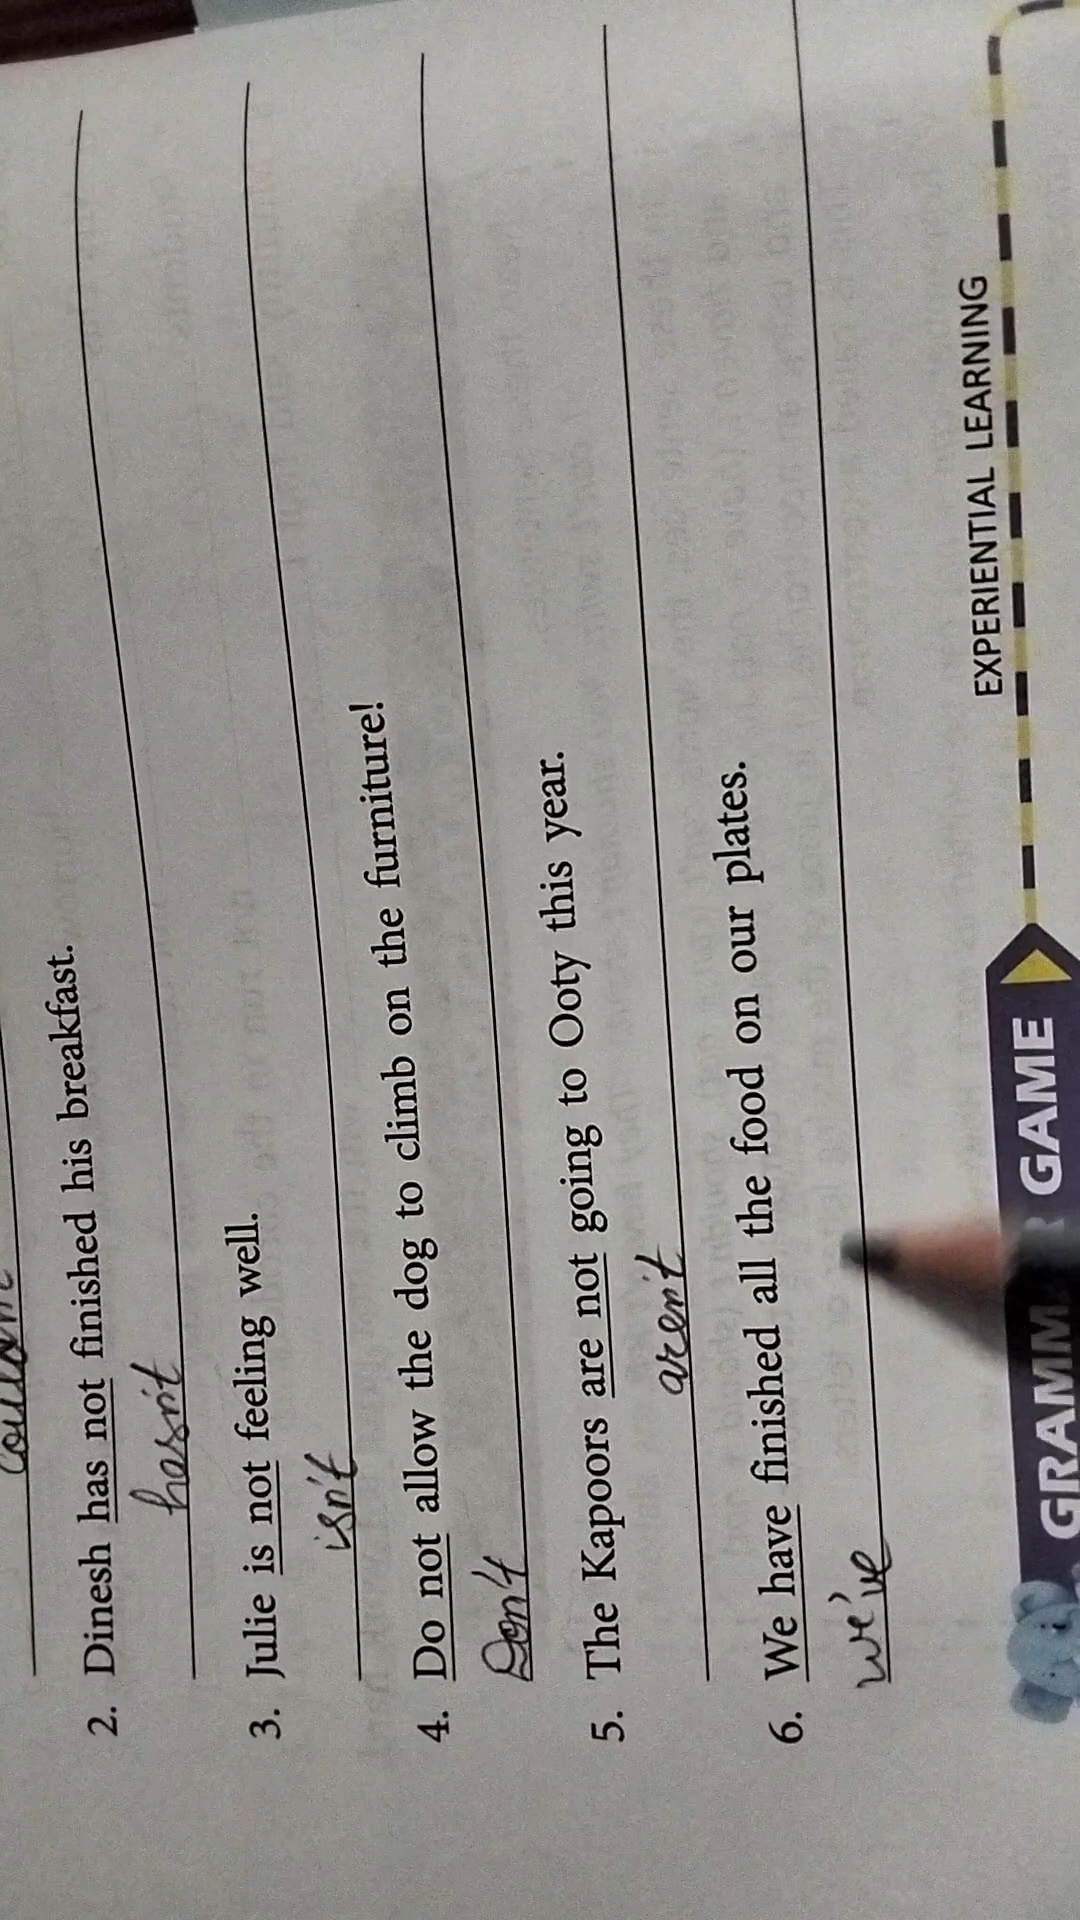 2. Dinesh has not finished his breakfast.
hasn't
3. Julie is not feeling well.
isn't
4. Do not allow the dog to climb on the furniture!
Don't
5. The Kapoors are not going to Ooty this year.
aren't
6. We have finished all the food on our plates.
we've
EXPERIENTIAL LEARNING
GAME